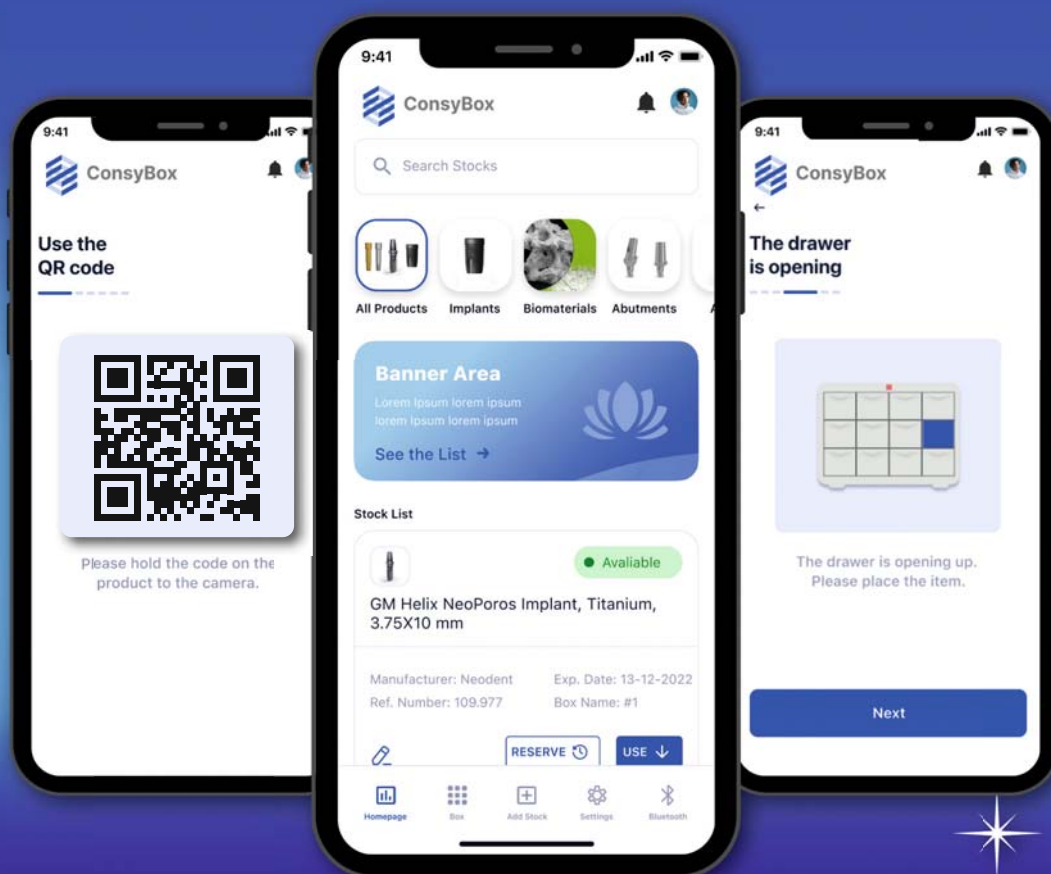 9:41
ConsyBox
Use the
QR code
Please hold the code on the
product to the camera.
9:41
ConsyBox
Search Stocks
All Products
Implants
Biomaterials
Abutments
A
Banner Area
Lorem Ipsum lorem ipsum
lorem Ipsum lorem ipsum
See the List →
Stock List
Avaliable
GM Helix NeoPoros Implant, Titanium,
3.75X10 mm
Manufacturer: Neodent
Exp. Date: 13-12-2022
Ref. Number: 109.977
Box Name: #1
RESERVE
USE
Homepage
Box
Add Stock
Settings
Bluetooth
9:41
ConsyBox
The drawer
is opening
The drawer is opening up.
Please place the item.
Next